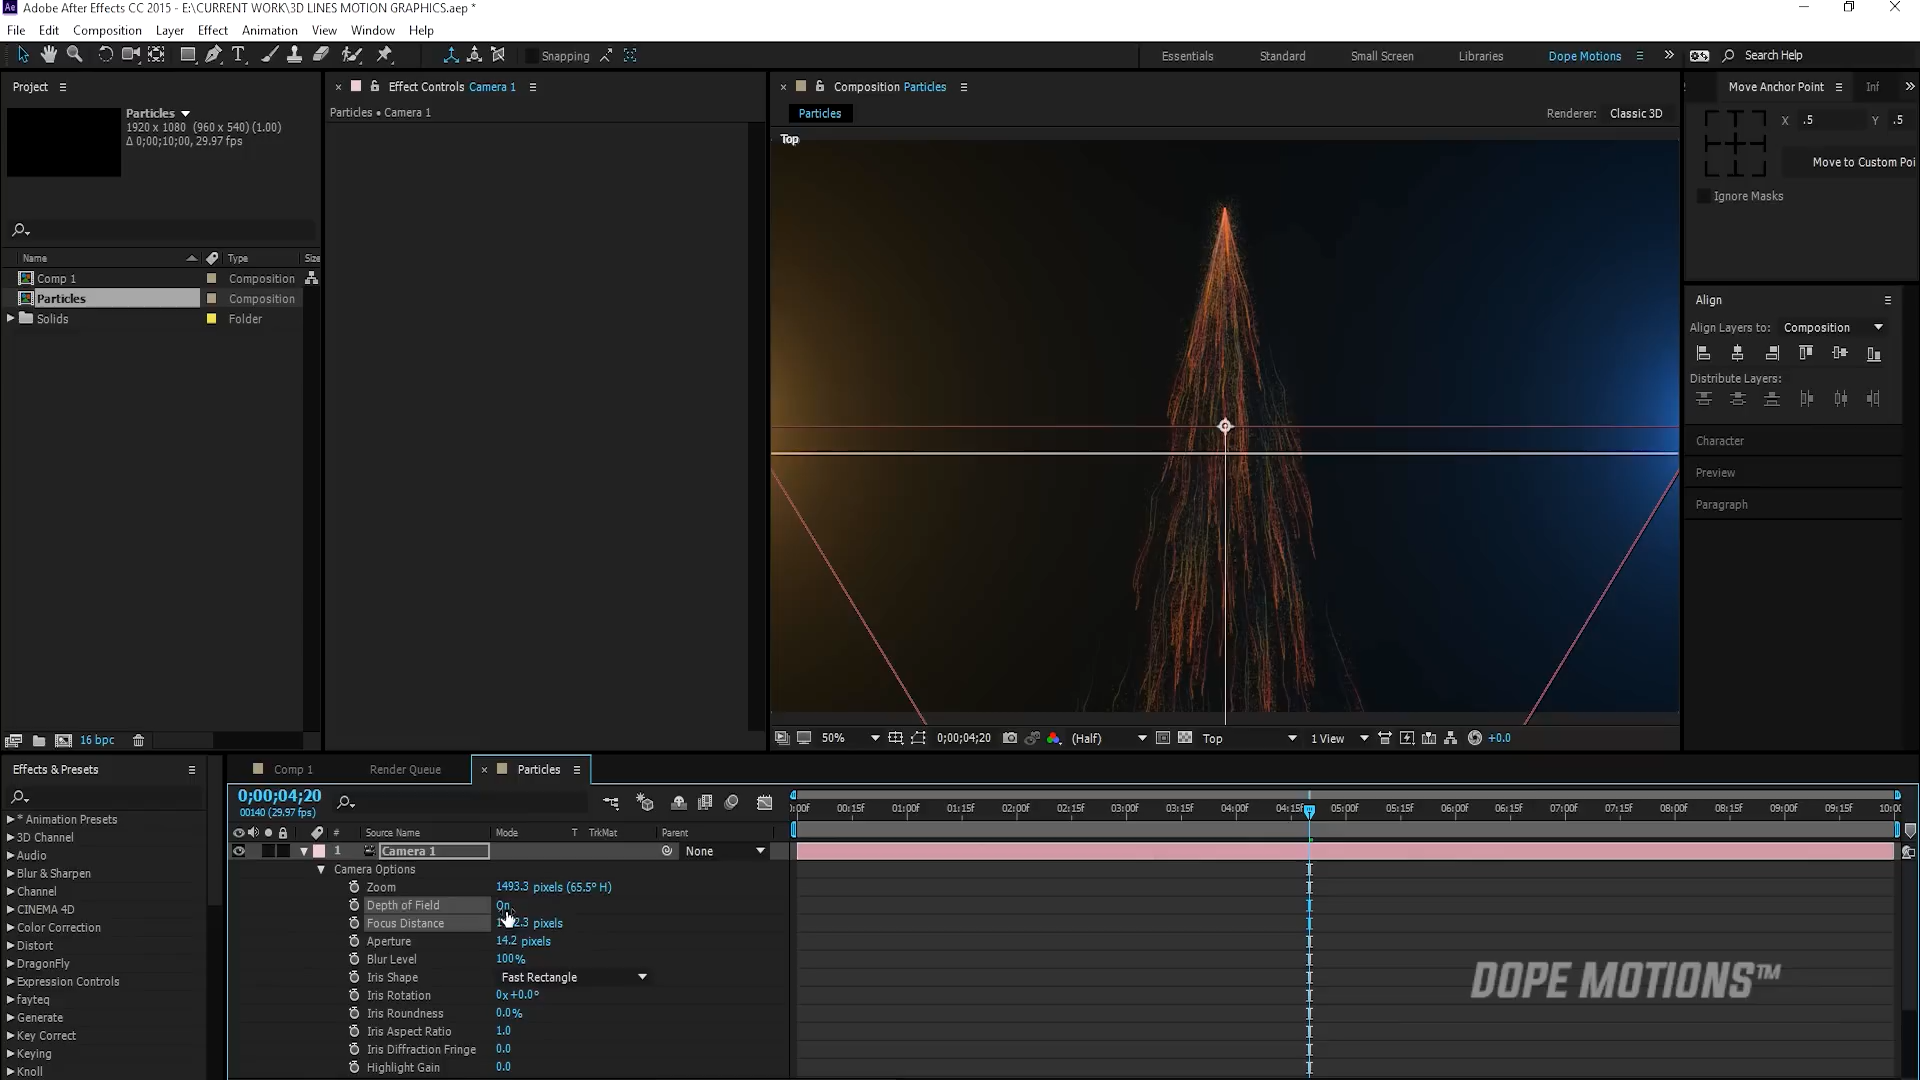 Adobe After Effects CC 2015 - E:\CURRENT WORK\3D LINES MOTION GRAPHICS.aep *
File Edit Composition Layer Effect Animation View Window Help
Snapping
Essentials Standard Small Screen Libraries Dope Motions Search Help
Project
Effect Controls Camera 1
Composition Particles
Move Anchor Point Inf
Particles
1920 x 1080 (960 x 540) (1.00)
Δ 0;00;10;00, 29.97 fps
Particles • Camera 1
Particles
Renderer: Classic 3D
X .5 Y .5
Top
Move to Custom Poi
Ignore Masks
Name Type Size
Comp 1 Composition
Particles Composition
Solids Folder
Align
Align Layers to: Composition
Distribute Layers:
Character
Preview
Paragraph
16 bpc
50% 0;00;04;20 (Half) Top 1 View +0.0
Effects & Presets
Comp 1 Render Queue Particles
0;00;04;20
00140 (29.97 fps)
:00f 00:15f 01:00f 01:15f 02:00f 02:15f 03:00f 03:15f 04:00f 04:15f 05:00f 05:15f 06:00f 06:15f 07:00f 07:15f 08:00f 08:15f 09:00f 09:15f 10:00
# Source Name Mode T TrkMat Parent
1 Camera 1 None
Camera Options
Zoom 1493.3 pixels (65.5° H)
Depth of Field On
Focus Distance pixels
Aperture 14.2 pixels
Blur Level 100%
Iris Shape Fast Rectangle
Iris Rotation 0x+0.0°
Iris Roundness 0.0%
Iris Aspect Ratio 1.0
Iris Diffraction Fringe 0.0
Highlight Gain 0.0
* Animation Presets
3D Channel
Audio
Blur & Sharpen
Channel
CINEMA 4D
Color Correction
Distort
DragonFly
Expression Controls
fayteq
Generate
Key Correct
Keying
Knoll
DOPE MOTIONS™